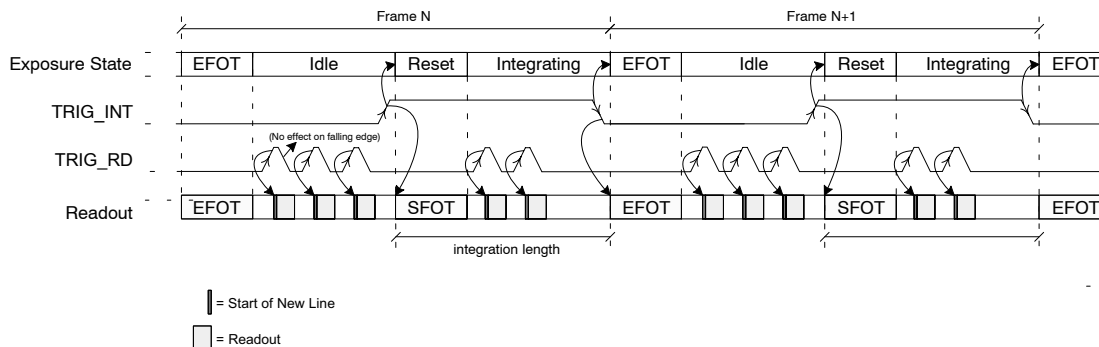 Frame N Frame N+1
Exposure State EFOT Idle Reset Integrating EFOT Idle Reset Integrating EFOT
TRIG_INT
(No effect on falling edge)
TRIG_RD
Readout EFOT SFOT EFOT SFOT EFOT
integration length
= Start of New Line
= Readout